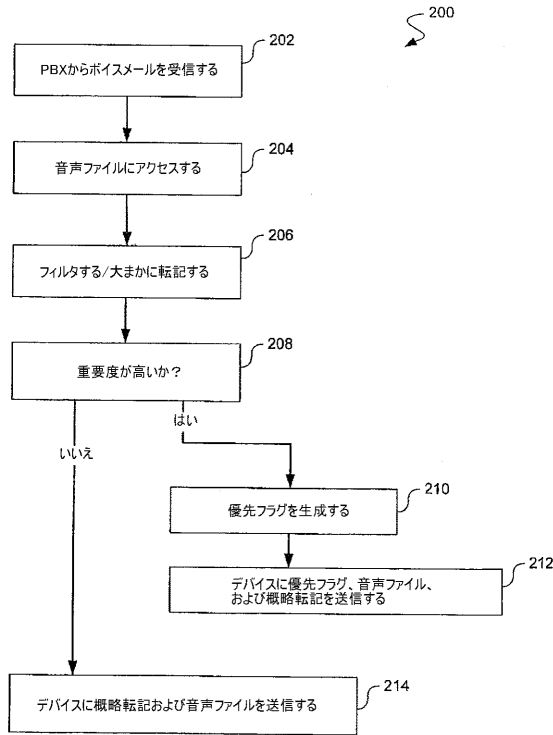 200
PBXからボイスメールを受信する
202
音声ファイルにアクセスする
204
フィルタする/大まかに転記する
206
重要度が高いか?
208
はい
いいえ
優先フラグを生成する
210
デバイスに優先フラグ、音声ファイル、
および概略転記を送信する
212
デバイスに概略転記および音声ファイルを送信する
214